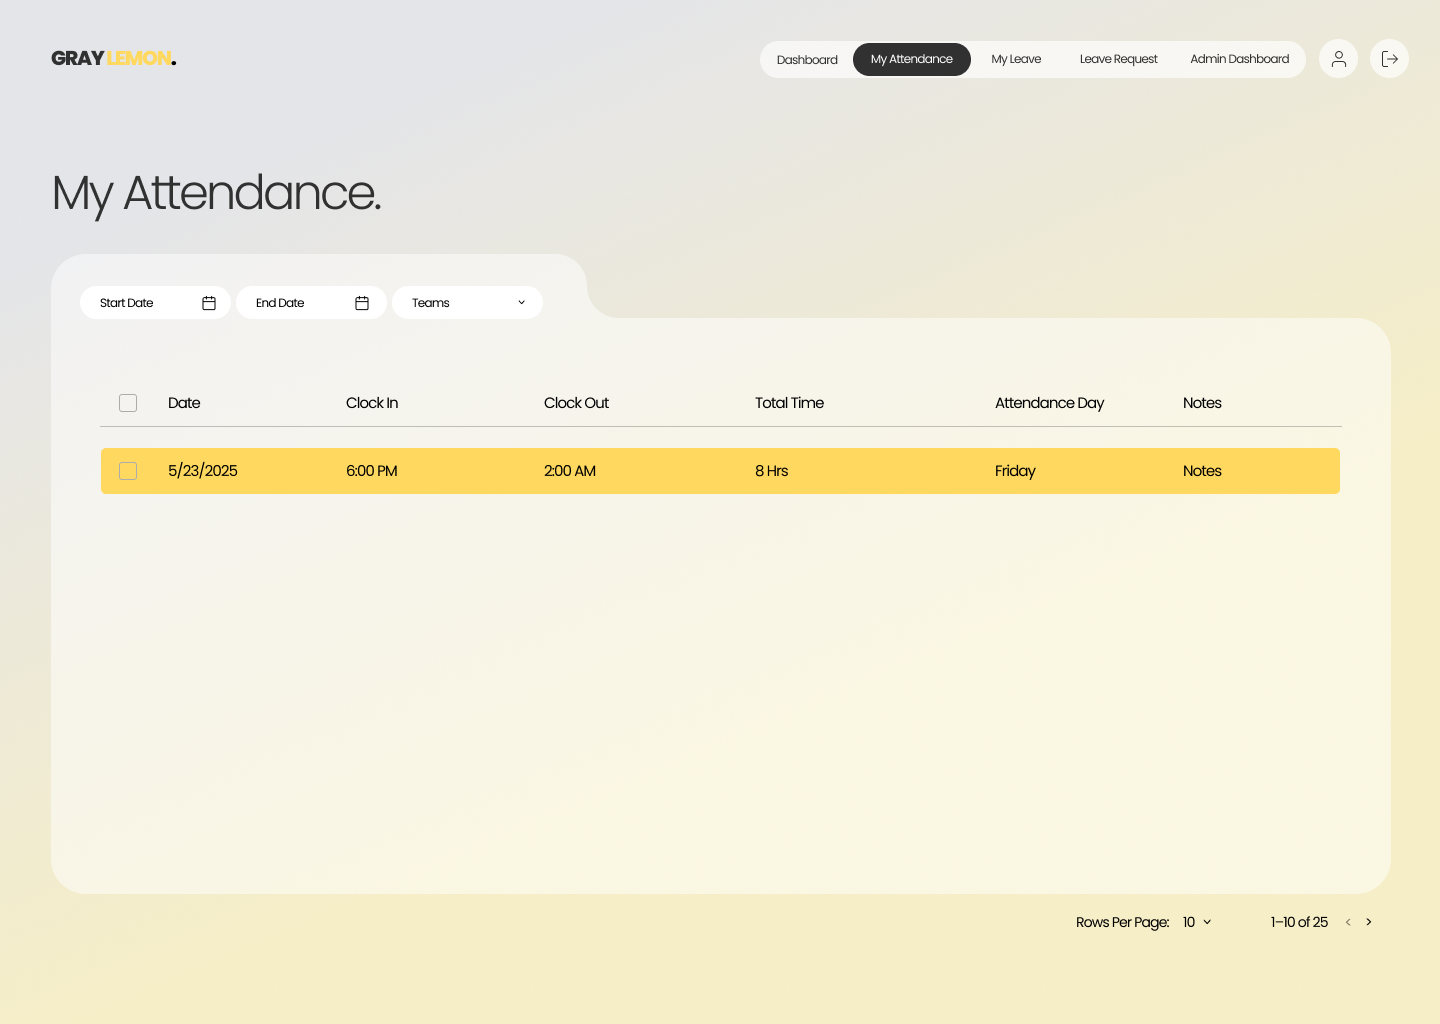 GRAY LEMON.
Dashboard My Attendance My Leave Leave Request Admin Dashboard
My Attendance.
Start Date End Date Teams
Date Clock In Clock Out Total Time Attendance Day Notes
5/23/2025 6:00 PM 2:00 AM 8 Hrs Friday Notes
Rows Per Page: 10 1–10 of 25